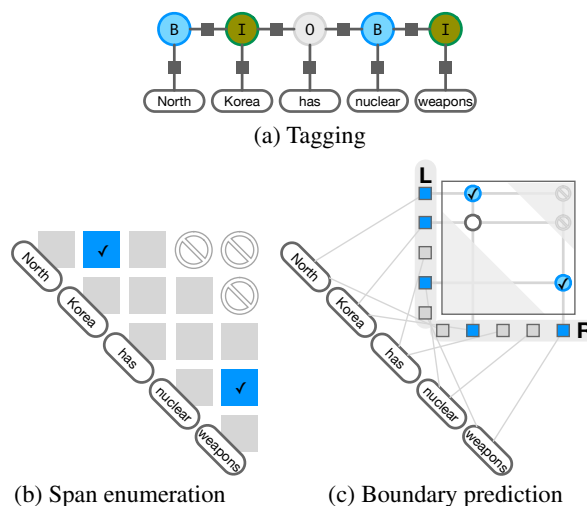 B I O B I
North Korea has nuclear weapons
(a) Tagging
L
R
North
Korea
has
nuclear
weapons
North
Korea
has
nuclear
weapons
(b) Span enumeration
(c) Boundary prediction